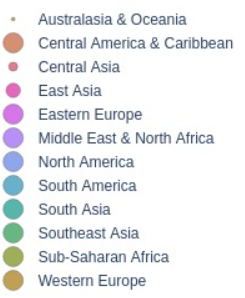 Australasia & Oceania
Central America & Caribbean
Central Asia
East Asia
Eastern Europe
Middle East & North Africa
North America
South America
South Asia
Southeast Asia
Sub-Saharan Africa
Western Europe